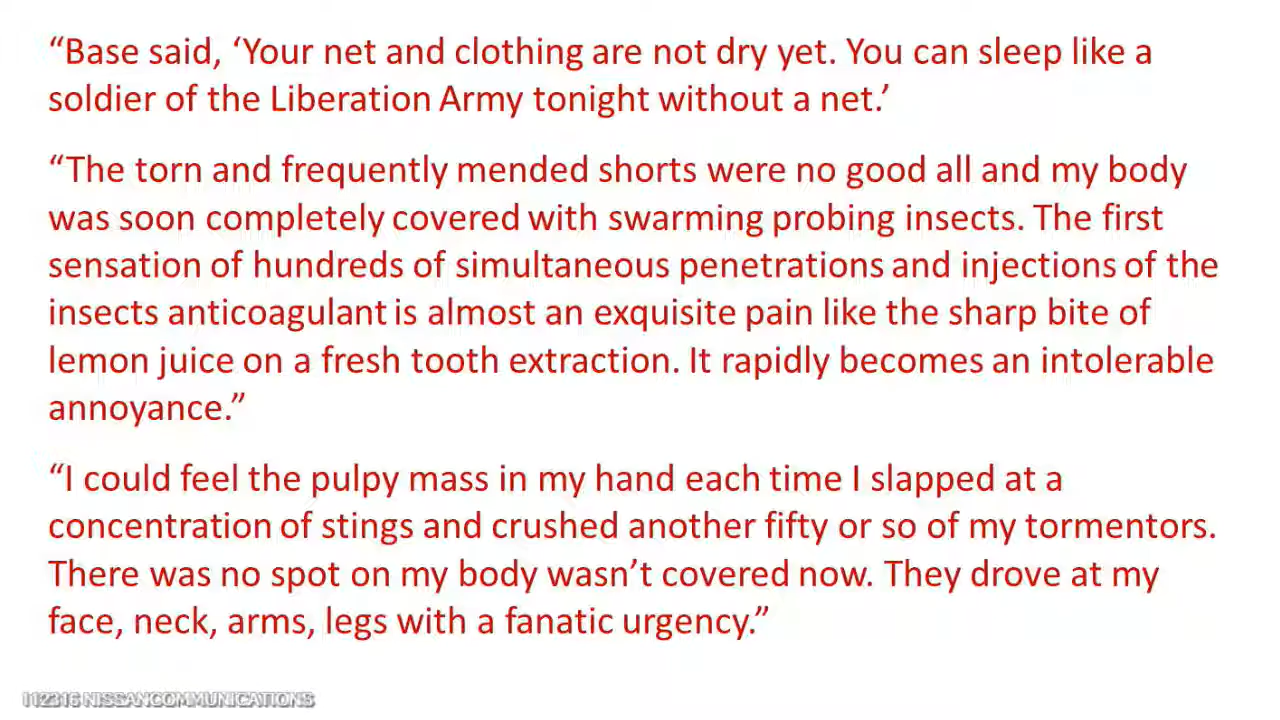 “Base said, ‘Your net and clothing are not dry yet. You can sleep like a
soldier of the Liberation Army tonight without a net.’
“The torn and frequently mended shorts were no good all and my body
was soon completely covered with swarming probing insects. The first
sensation of hundreds of simultaneous penetrations and injections of the
insects anticoagulant is almost an exquisite pain like the sharp bite of
lemon juice on a fresh tooth extraction. It rapidly becomes an intolerable
annoyance.”
“I could feel the pulpy mass in my hand each time I slapped at a
concentration of stings and crushed another fifty or so of my tormentors.
There was no spot on my body wasn’t covered now. They drove at my
face, neck, arms, legs with a fanatic urgency.”
112316 NISSANCOMMUNICATIONS